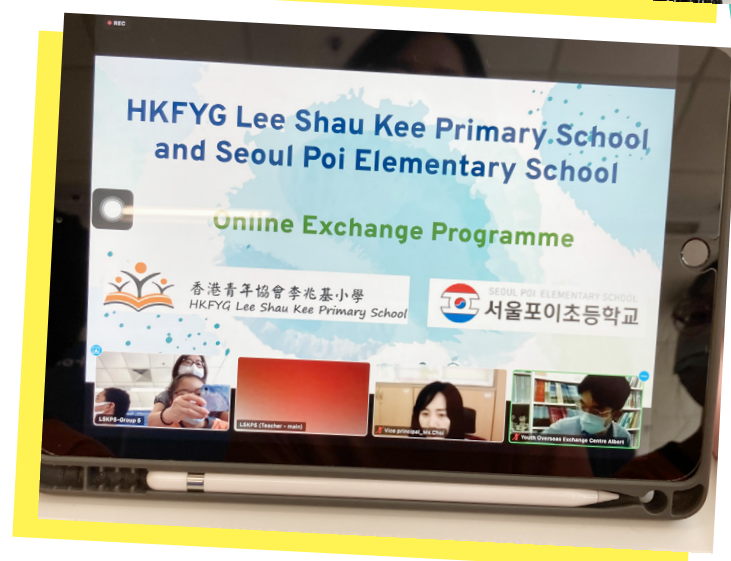 REC
HKFYG Lee Shau Kee Primary School
and Seoul Poi Elementary School
Online Exchange Programme
香港青年協會李兆基小學
HKFYG Lee Shau Kee Primary School
SEOUL POI ELEMENTARY SCHOOL
서울포이초등학교
LSKPS-Group 5
LSKPS (Teacher - main)
Vice principal_Ms.Choi
Youth Overseas Exchange Centre Albert